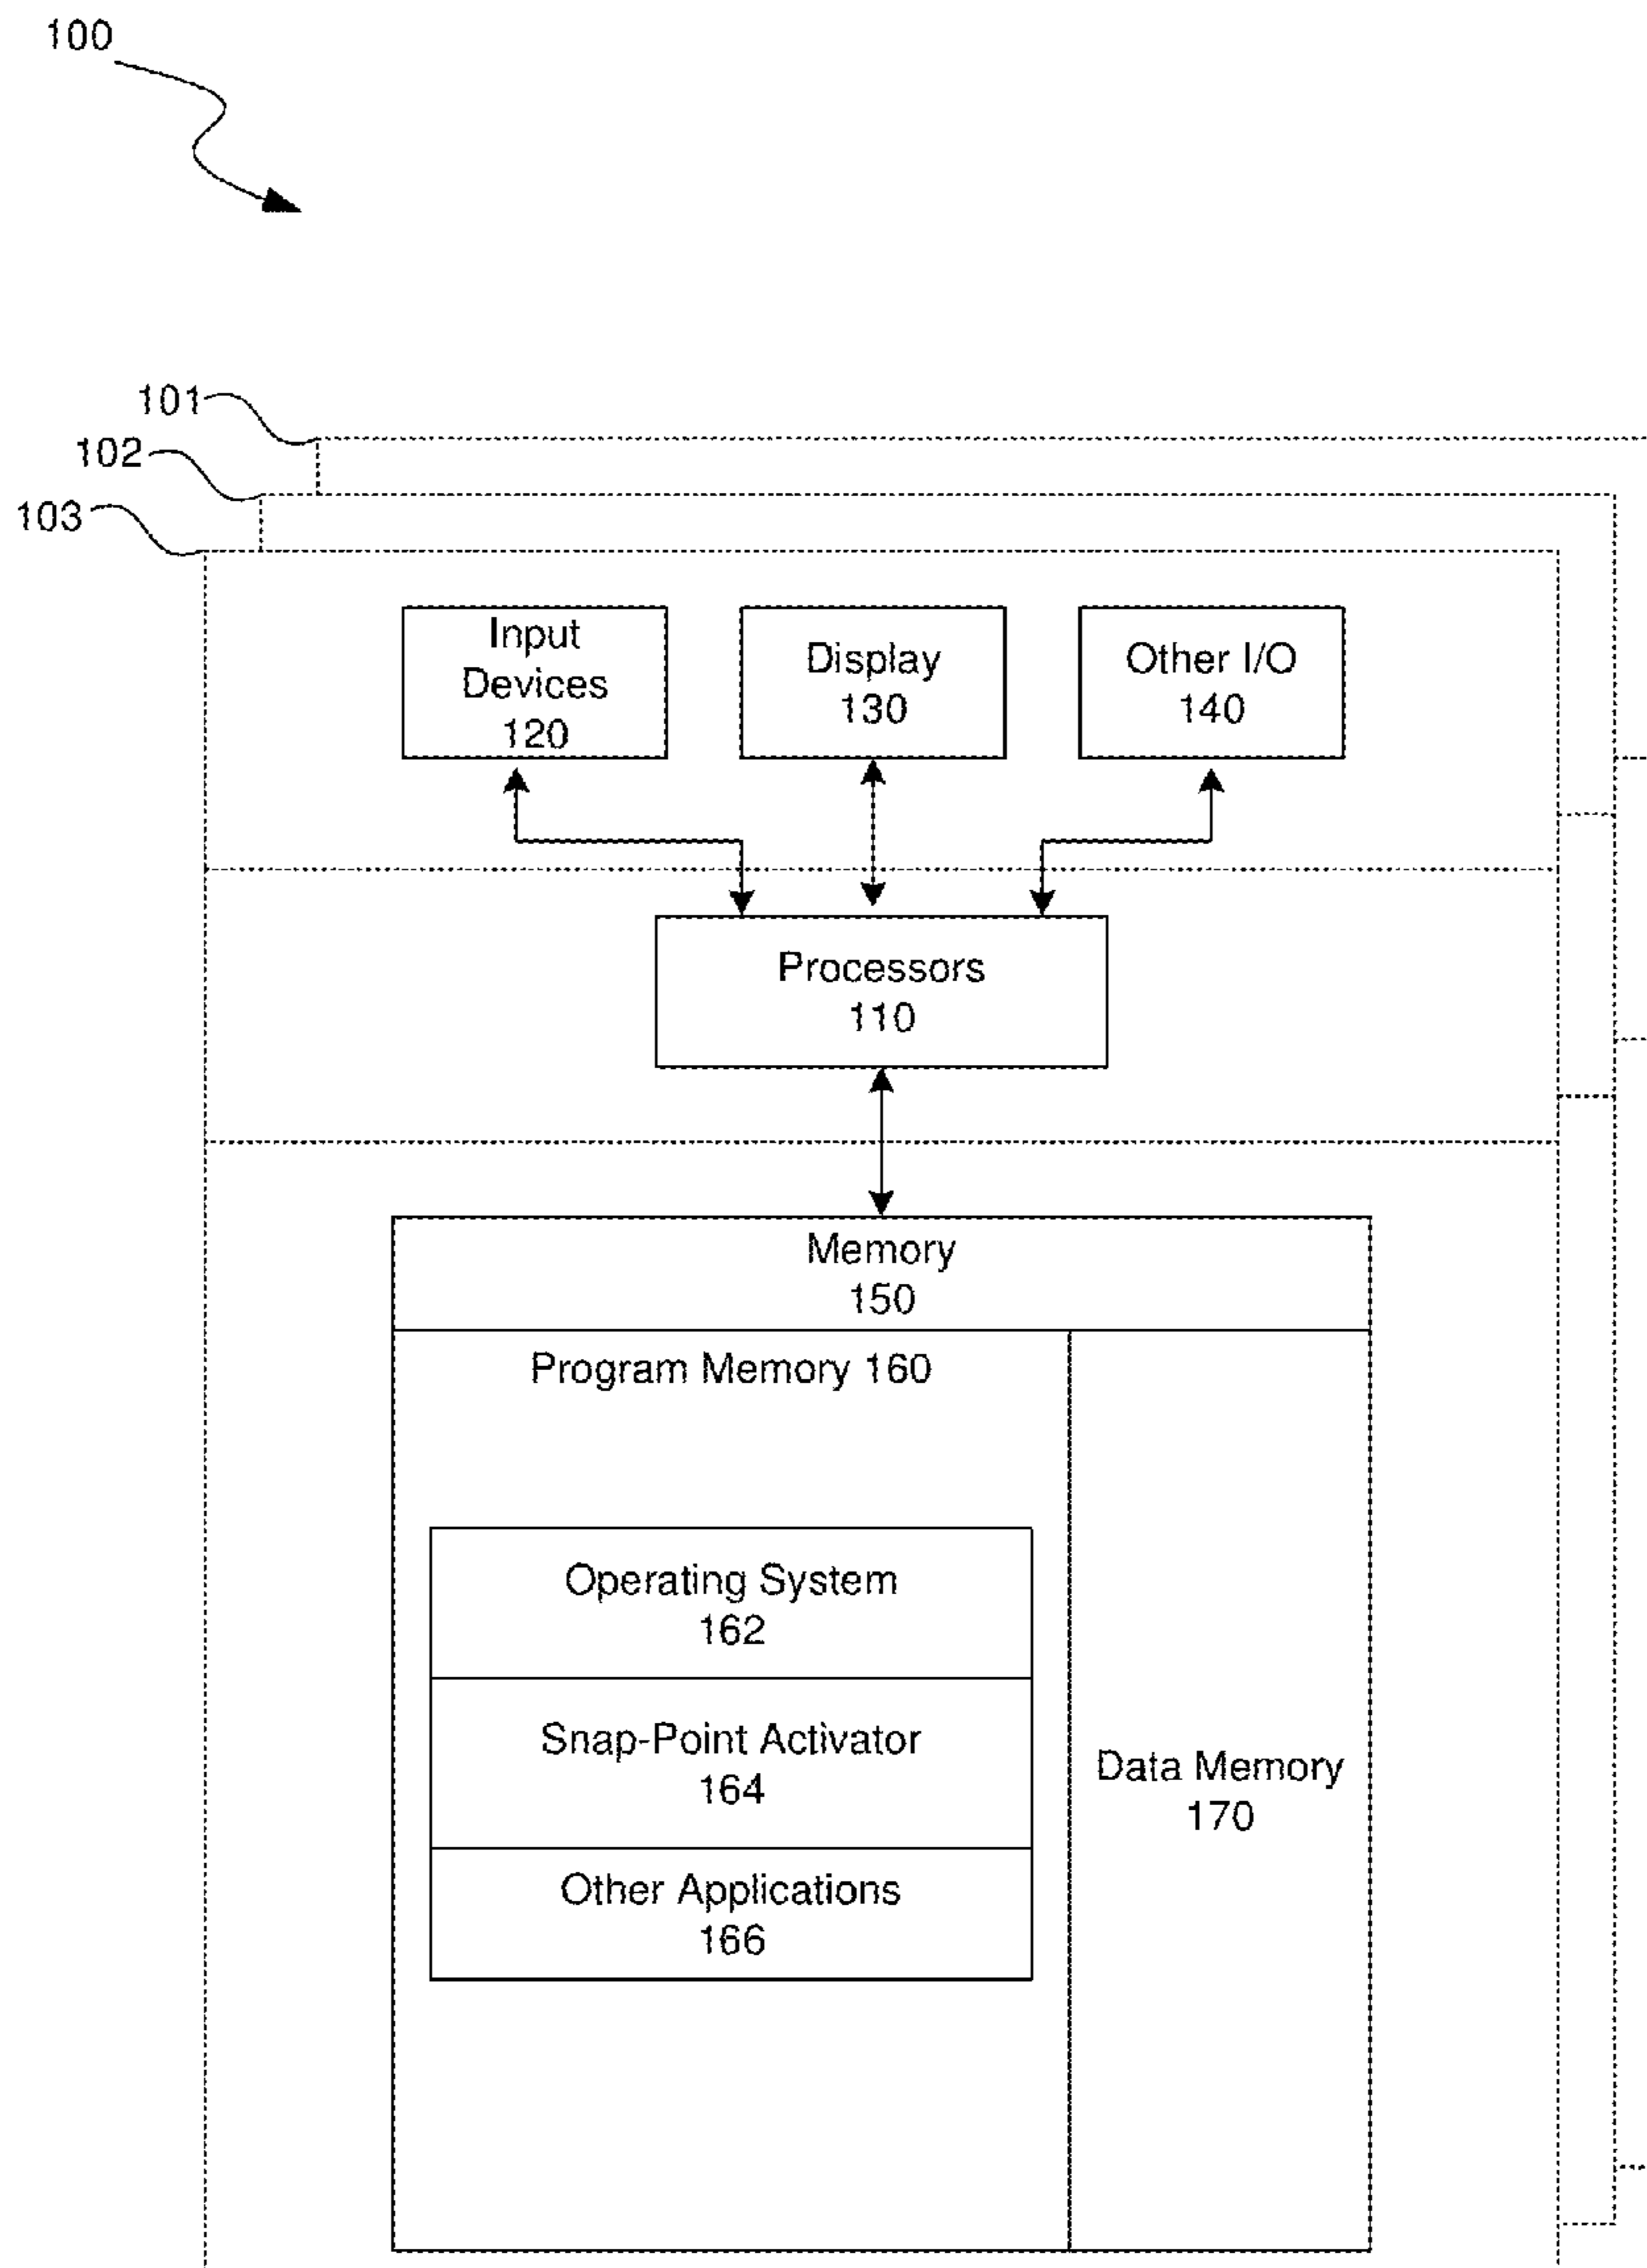 100
101
102
103
Input
Devices
120
Display
130
Other I/O
140
Processors
110
Memory
150
Program Memory 160
Operating System
162
Snap-Point Activator
164
Other Applications
166
Data Memory
170